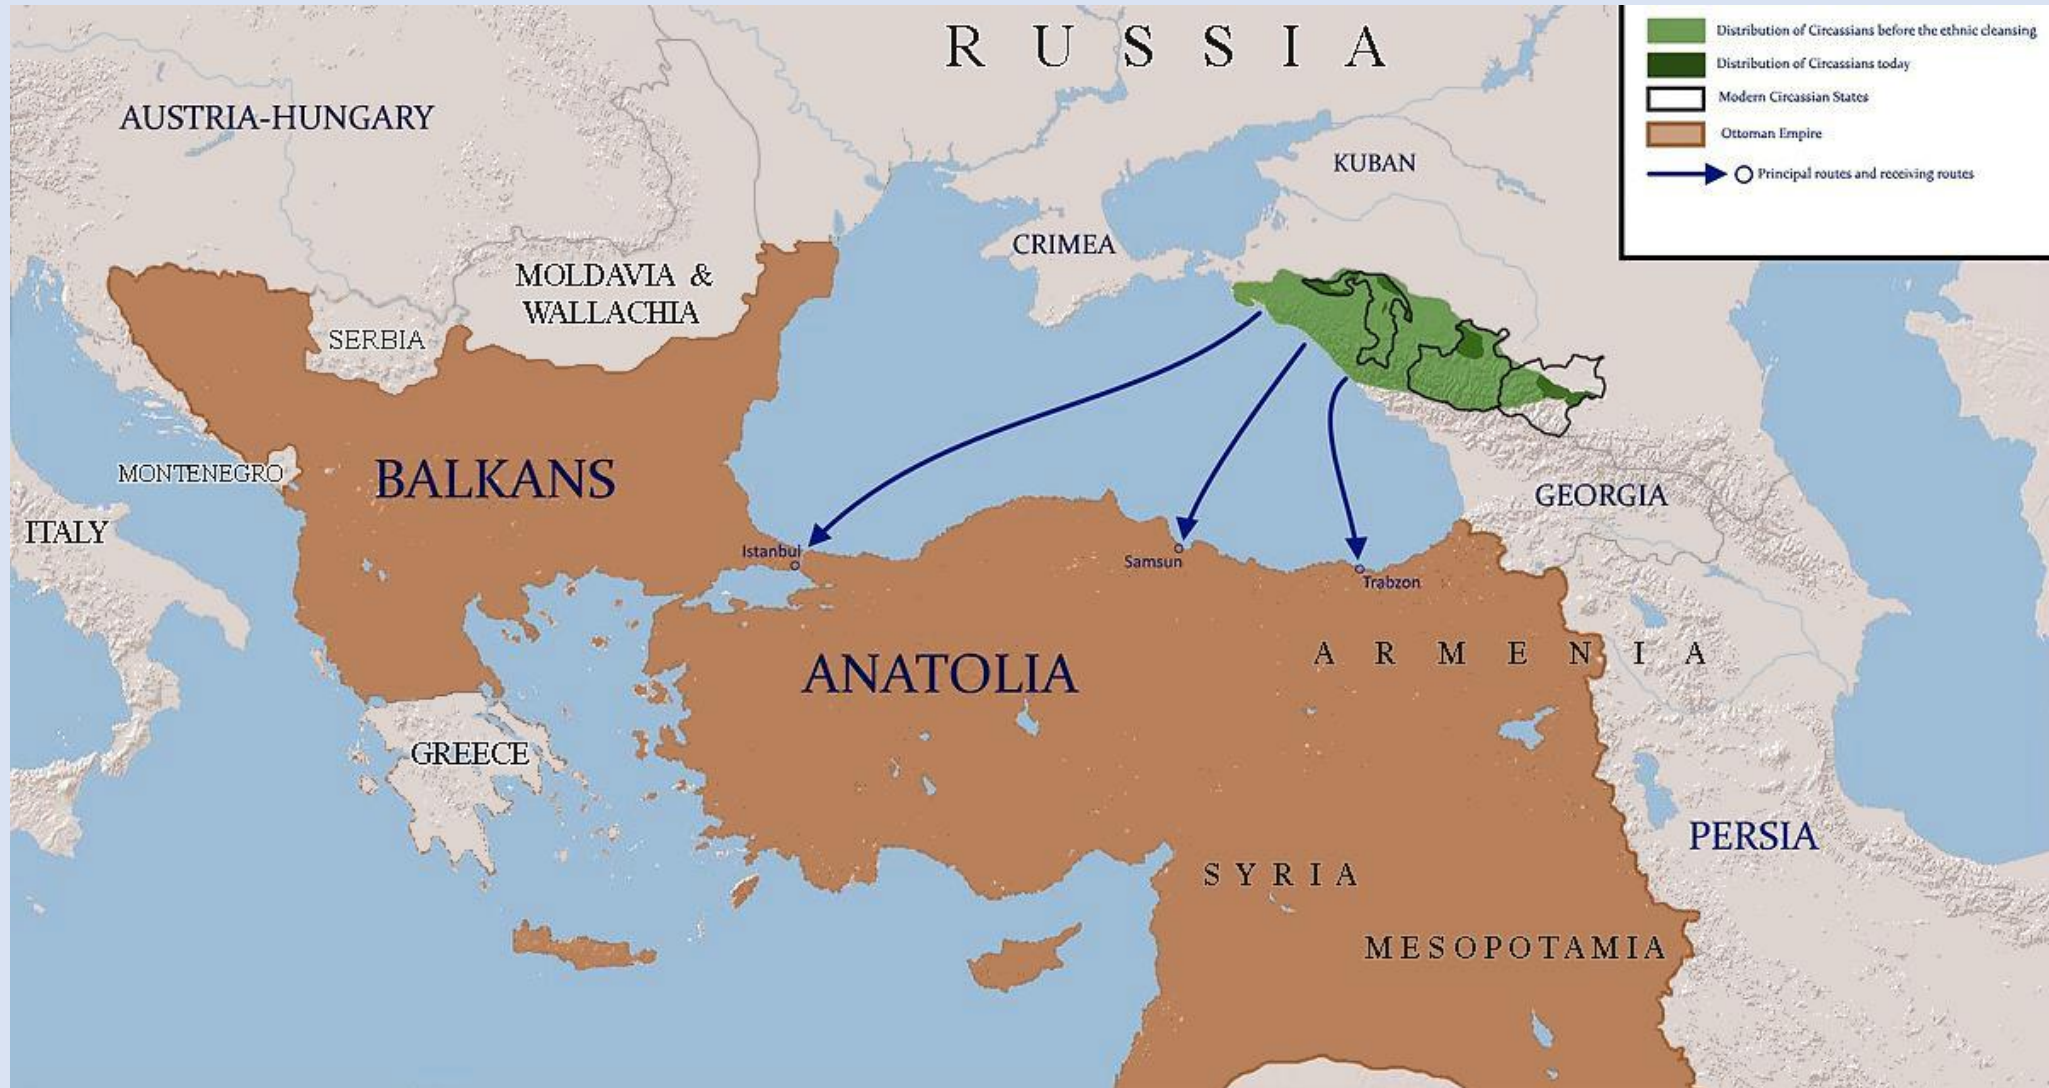 RUSSIA
Distribution of Circassians before the ethnic cleansing
Distribution of Circassians today
Modern Circassian States
Ottoman Empire
Principal routes and receiving routes
AUSTRIA-HUNGARY
KUBAN
CRIMEA
MOLDAVIA &
WALLACHIA
SERBIA
MONTENEGRO
BALKANS
GEORGIA
ITALY
Istanbul
Samsun
Trabzon
ANATOLIA
ARMENIA
GREECE
PERSIA
SYRIA
MESOPOTAMIA